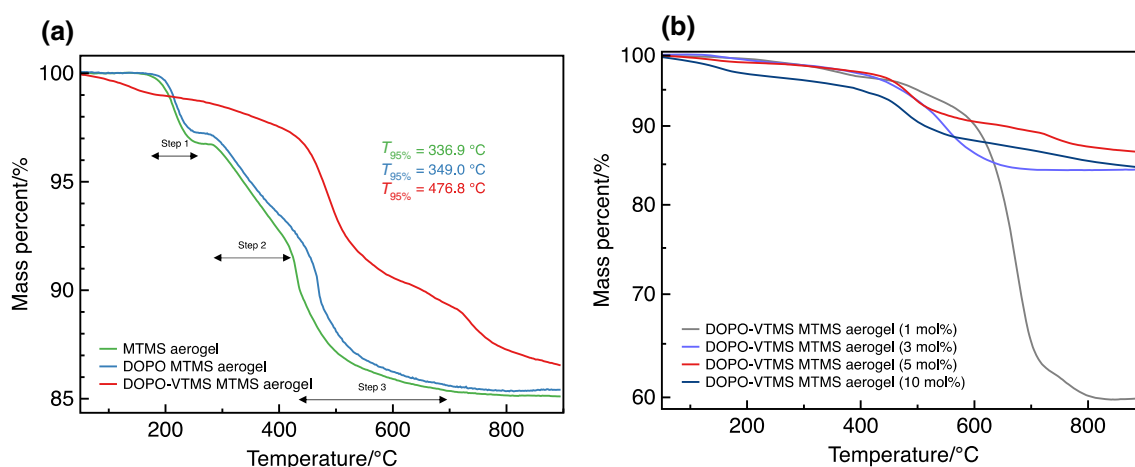 (a)
100
95
90
85
Mass percent/%
Step 1
Step 2
Step 3
T95% = 336.9 °C
T95% = 349.0 °C
T95% = 476.8 °C
MTMS aerogel
DOPO MTMS aerogel
DOPO-VTMS MTMS aerogel
200 400 600 800
Temperature/°C
(b)
100
90
80
70
60
Mass percent/%
DOPO-VTMS MTMS aerogel (1 mol%)
DOPO-VTMS MTMS aerogel (3 mol%)
DOPO-VTMS MTMS aerogel (5 mol%)
DOPO-VTMS MTMS aerogel (10 mol%)
200 400 600 800
Temperature/°C